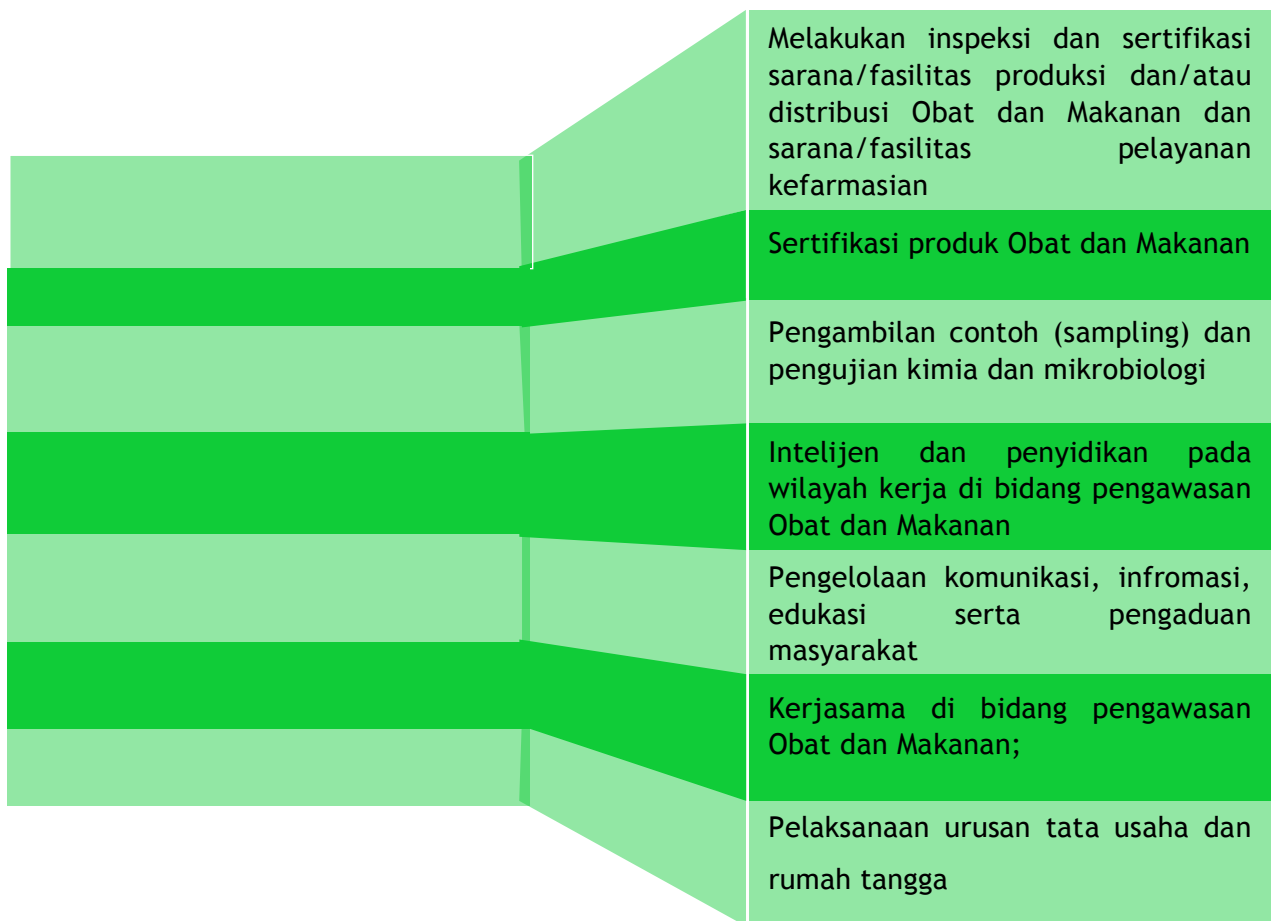 Melakukan inspeksi dan sertifikasi
sarana/fasilitas produksi dan/atau
distribusi Obat dan Makanan dan
sarana/fasilitas pelayanan
kefarmasian
Sertifikasi produk Obat dan Makanan
Pengambilan contoh (sampling) dan
pengujian kimia dan mikrobiologi
Intelijen dan penyidikan pada
wilayah kerja di bidang pengawasan
Obat dan Makanan
Pengelolaan komunikasi, infromasi,
edukasi serta pengaduan
masyarakat
Kerjasama di bidang pengawasan
Obat dan Makanan;
Pelaksanaan urusan tata usaha dan
rumah tangga